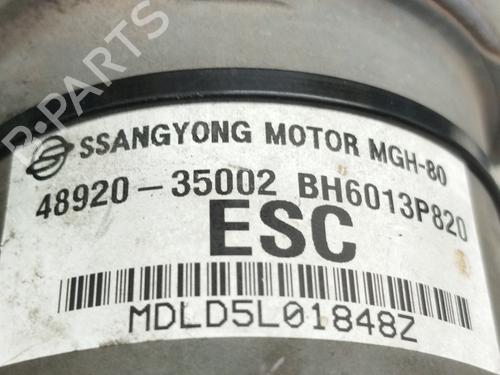 SSANGYONG MOTOR MGH-80
48920-35002 BH6013P820
ESC
MDLD5L01848Z
R-PARTS